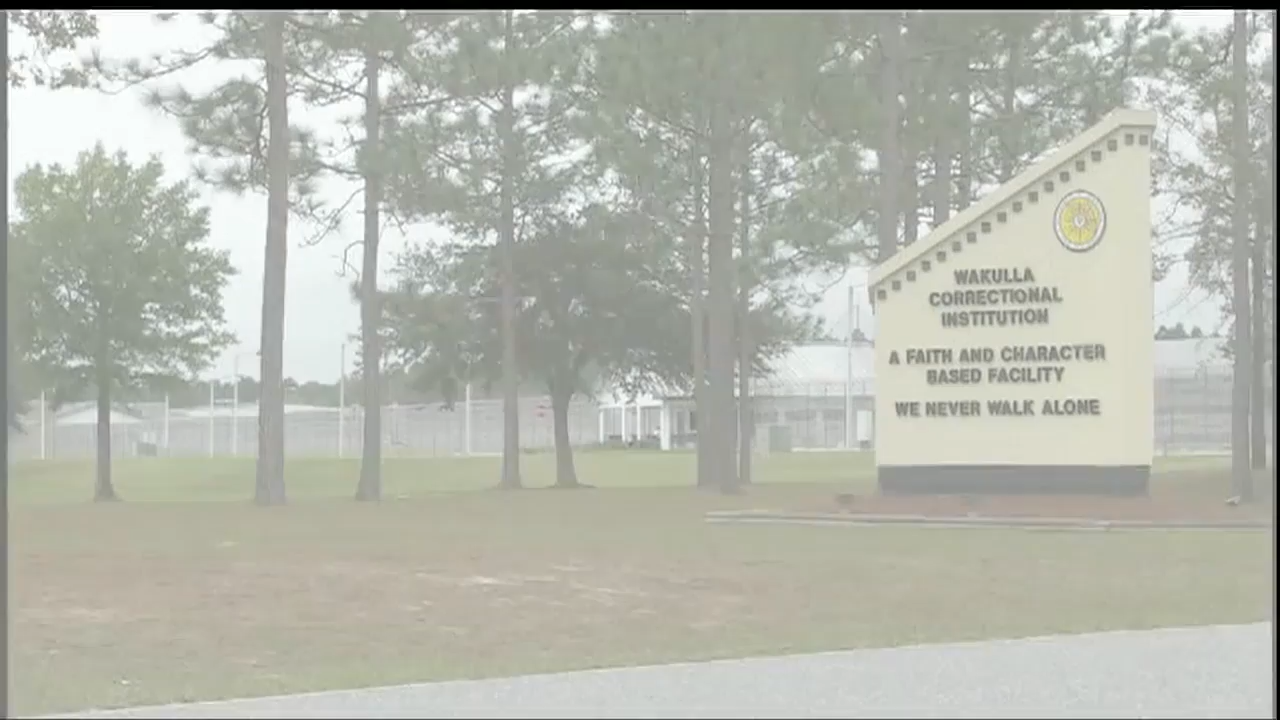 WAKULLA
CORRECTIONAL
INSTITUTION
A FAITH AND CHARACTER
BASED FACILITY
WE NEVER WALK ALONE